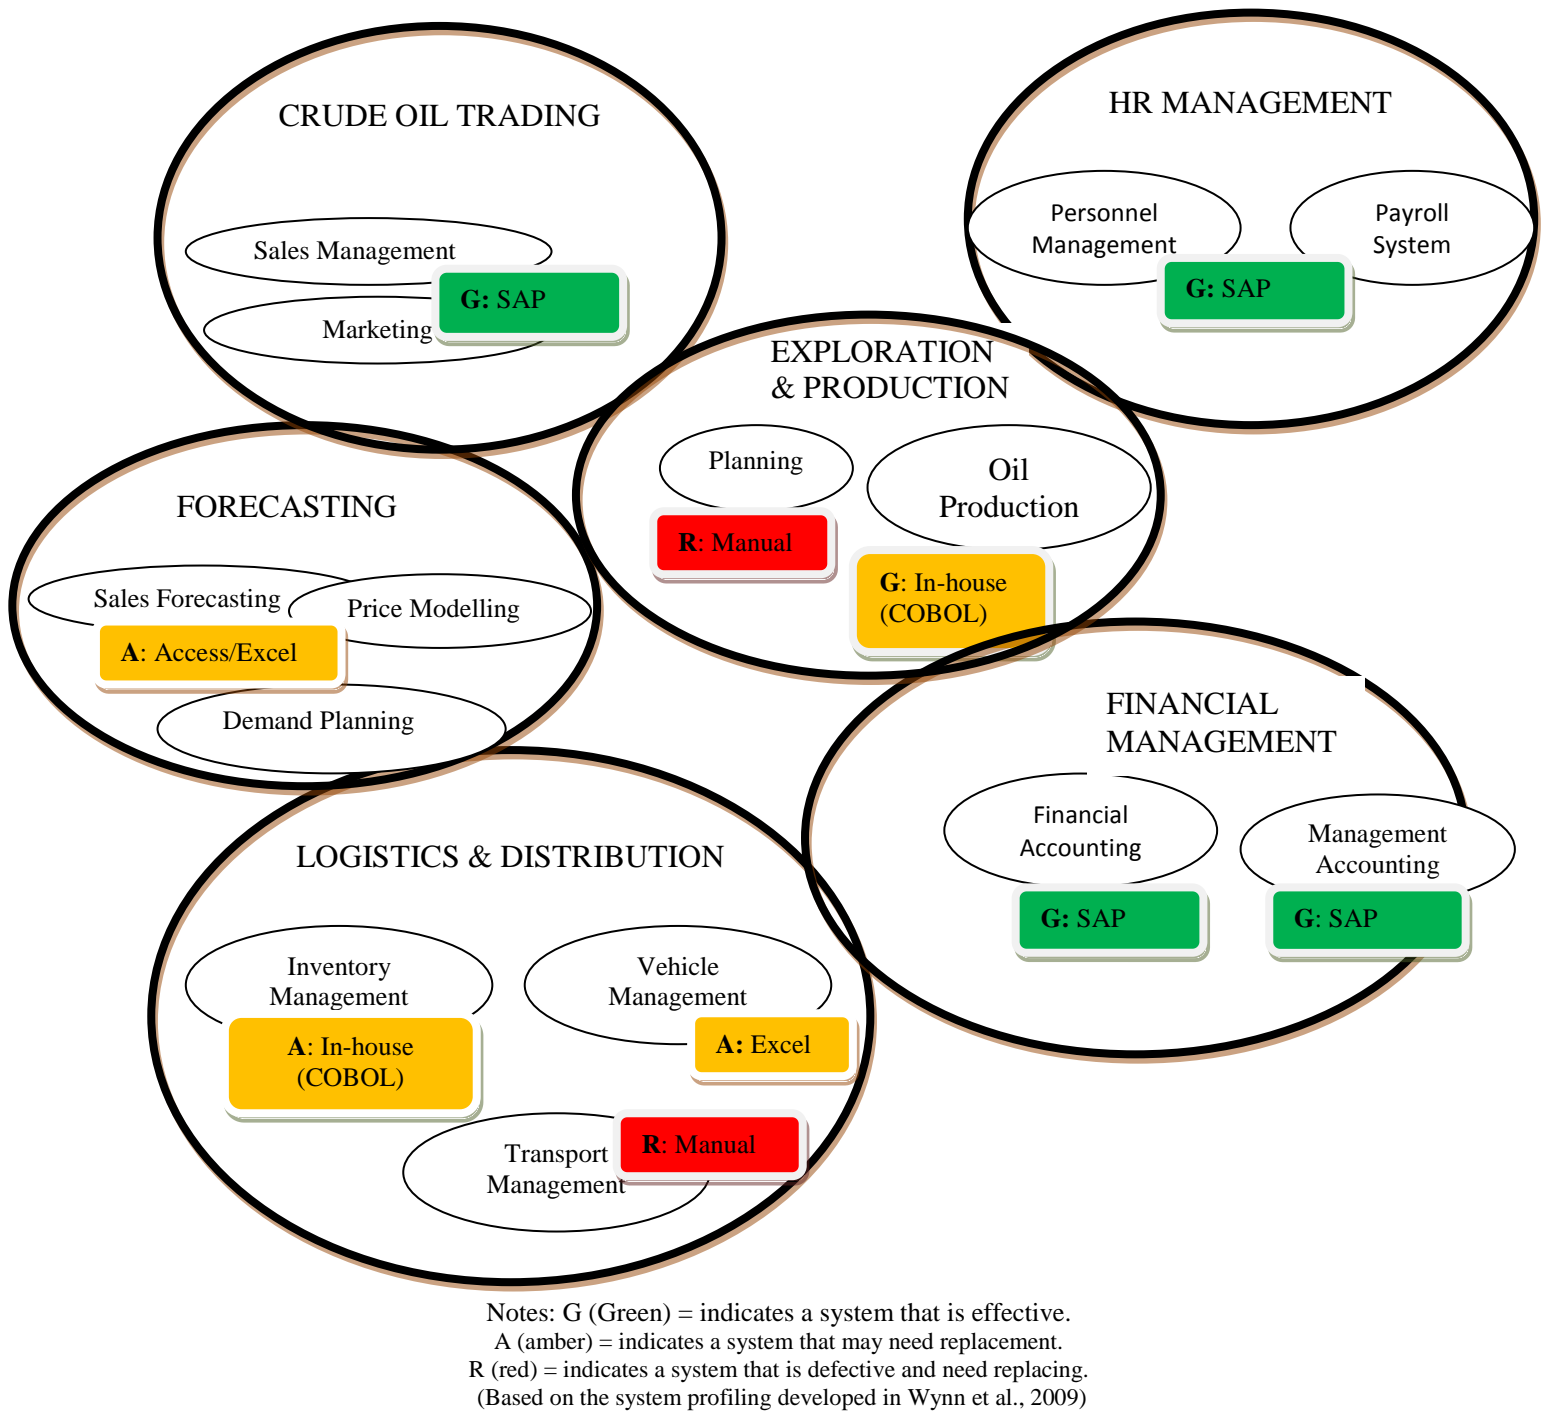 CRUDE OIL TRADING
Sales Management
G: SAP
Marketing
HR MANAGEMENT
Personnel
Management
Payroll
System
G: SAP
EXPLORATION
& PRODUCTION
Planning
R: Manual
Oil
Production
G: In-house
(COBOL)
FORECASTING
Sales Forecasting
Price Modelling
A: Access/Excel
Demand Planning
FINANCIAL
MANAGEMENT
Financial
Accounting
G: SAP
Management
Accounting
G: SAP
LOGISTICS & DISTRIBUTION
Inventory
Management
A: In-house
(COBOL)
Vehicle
Management
A: Excel
Transport
Management
R: Manual
Notes: G (Green) = indicates a system that is effective.
A (amber) = indicates a system that may need replacement.
R (red) = indicates a system that is defective and need replacing.
(Based on the system profiling developed in Wynn et al., 2009)